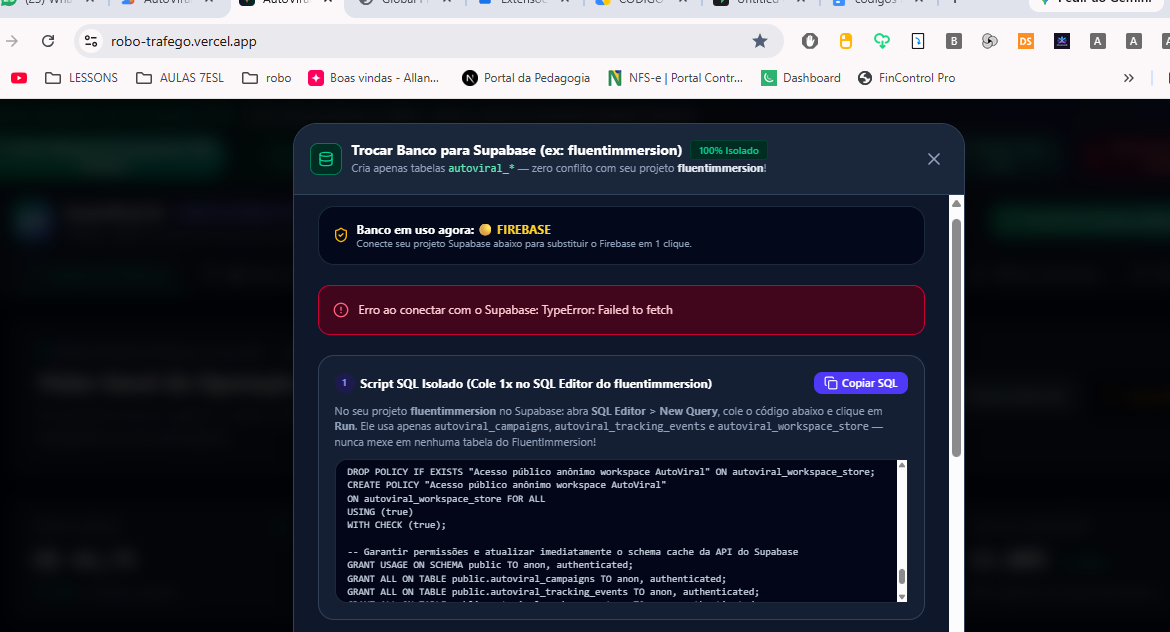 robo-trafego.vercel.app
LESSONS
AULAS 7ESL
robo
Boas vindas - Allan...
Portal da Pedagogia
NFS-e | Portal Contr...
Dashboard
FinControl Pro
»
Trocar Banco para Supabase (ex: fluentimmersion) 100% Isolado
Cria apenas tabelas autoviral_* — zero conflito com seu projeto fluentimmersion!
Banco em uso agora: FIREBASE
Conecte seu projeto Supabase abaixo para substituir o Firebase em 1 clique.
Erro ao conectar com o Supabase: TypeError: Failed to fetch
1 Script SQL Isolado (Cole 1x no SQL Editor do fluentimmersion) Copiar SQL
No seu projeto fluentimmersion no Supabase: abra SQL Editor > New Query, cole o código abaixo e clique em
Run. Ele usa apenas autoviral_campaigns, autoviral_tracking_events e autoviral_workspace_store —
nunca mexe em nenhuma tabela do FluentImmersion!
DROP POLICY IF EXISTS "Acesso público anônimo workspace AutoViral" ON autoviral_workspace_store;
CREATE POLICY "Acesso público anônimo workspace AutoViral"
ON autoviral_workspace_store FOR ALL
USING (true)
WITH CHECK (true);
-- Garantir permissões e atualizar imediatamente o schema cache da API do Supabase
GRANT USAGE ON SCHEMA public TO anon, authenticated;
GRANT ALL ON TABLE public.autoviral_campaigns TO anon, authenticated;
GRANT ALL ON TABLE public.autoviral_tracking_events TO anon, authenticated;